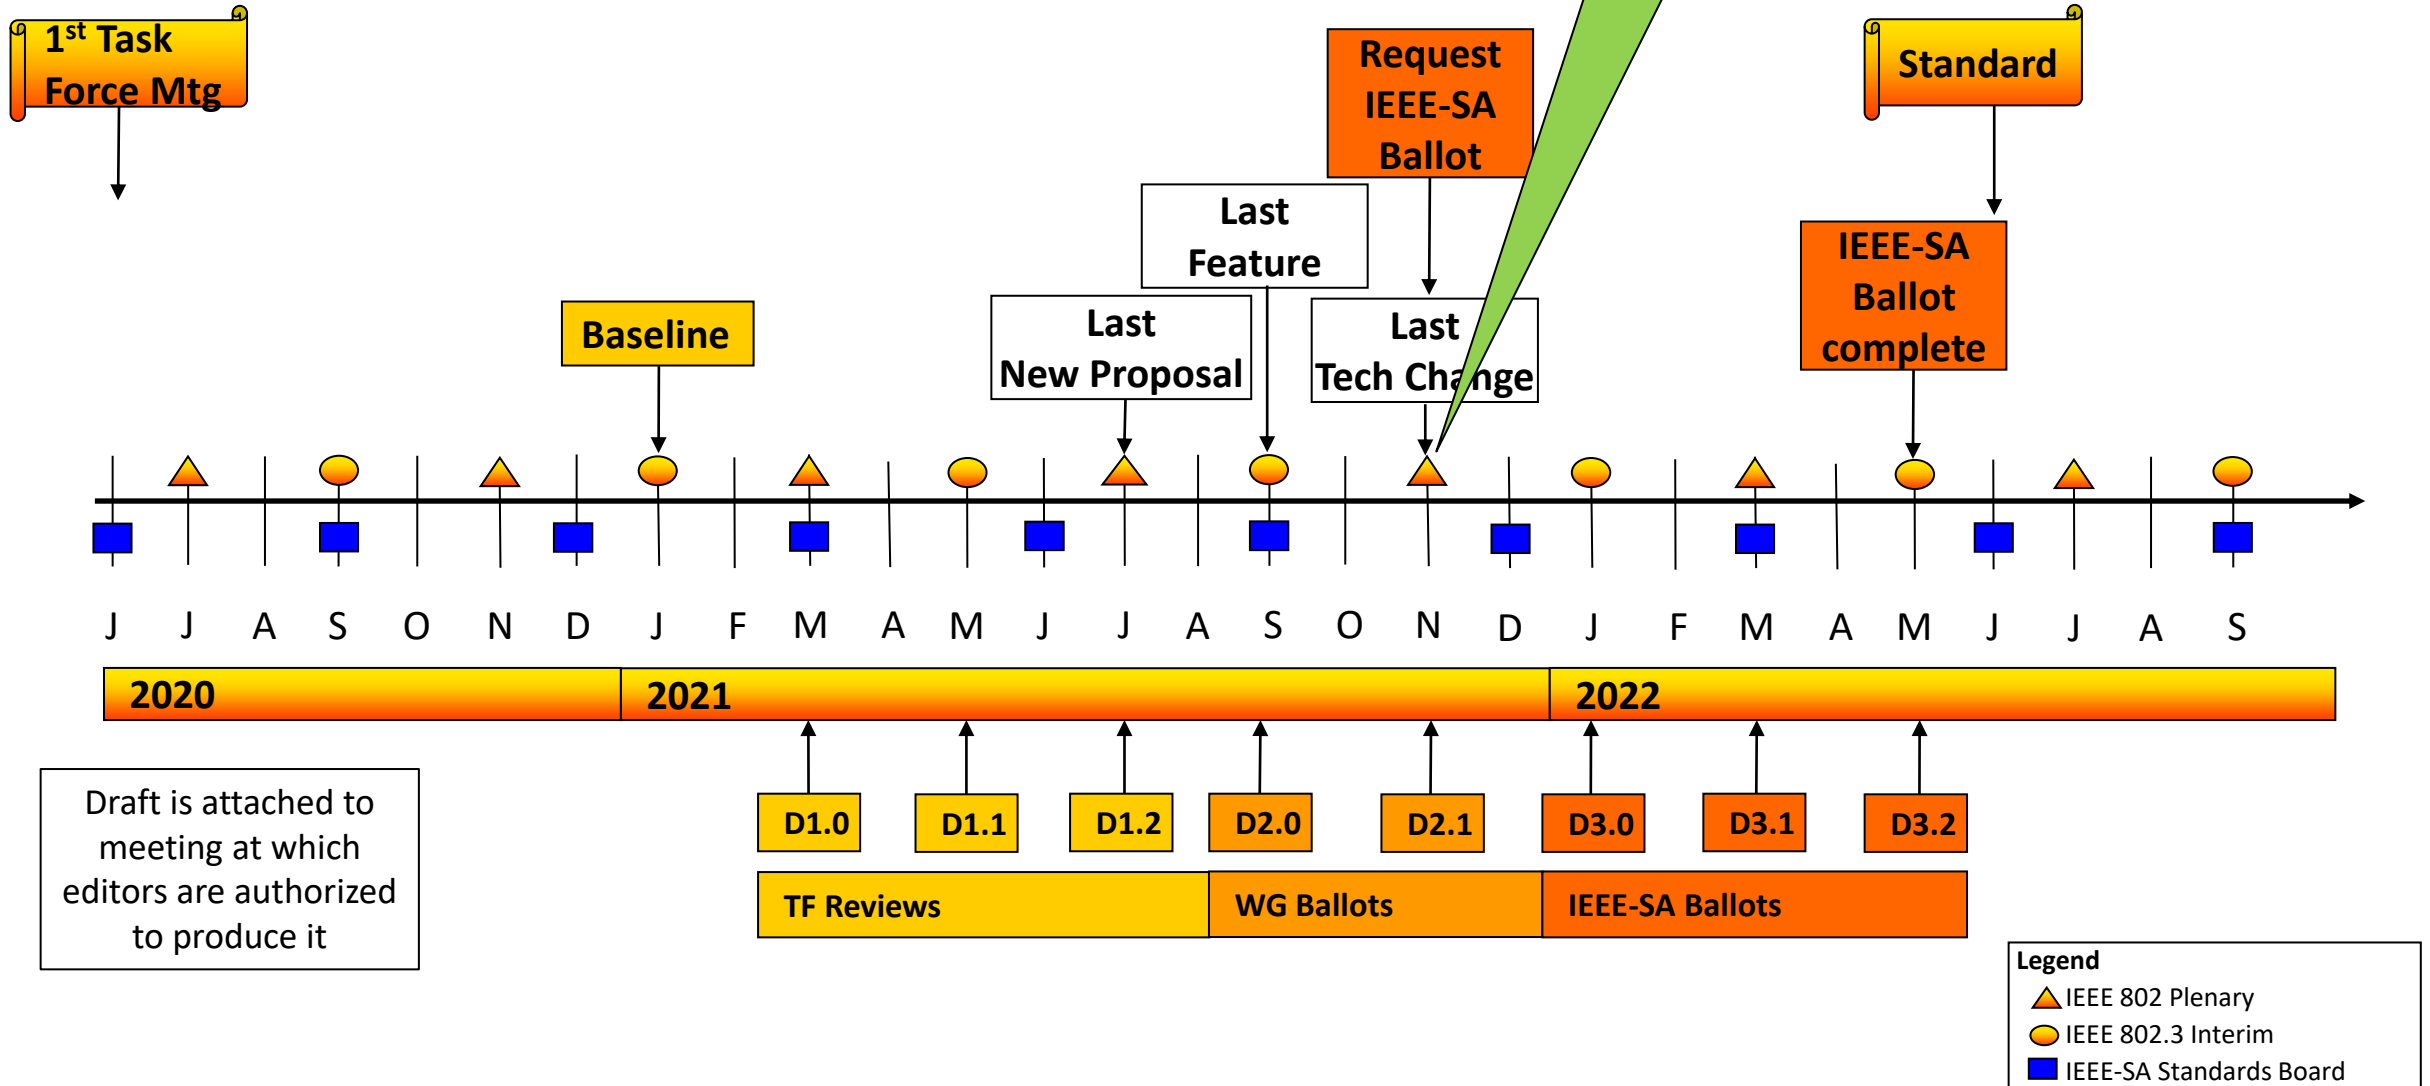 1st Task
Force Mtg
Request
IEEE-SA
Ballot
Standard
Last
Feature
IEEE-SA
Ballot
complete
Baseline
Last
New Proposal
Last
Tech Change
J J A S O N D J F M A M J J A S O N D J F M A M J J A S
2020 2021 2022
Draft is attached to
meeting at which
editors are authorized
to produce it
D1.0 D1.1 D1.2 D2.0 D2.1 D3.0 D3.1 D3.2
TF Reviews WG Ballots IEEE-SA Ballots
Legend
IEEE 802 Plenary
IEEE 802.3 Interim
IEEE-SA Standards Board